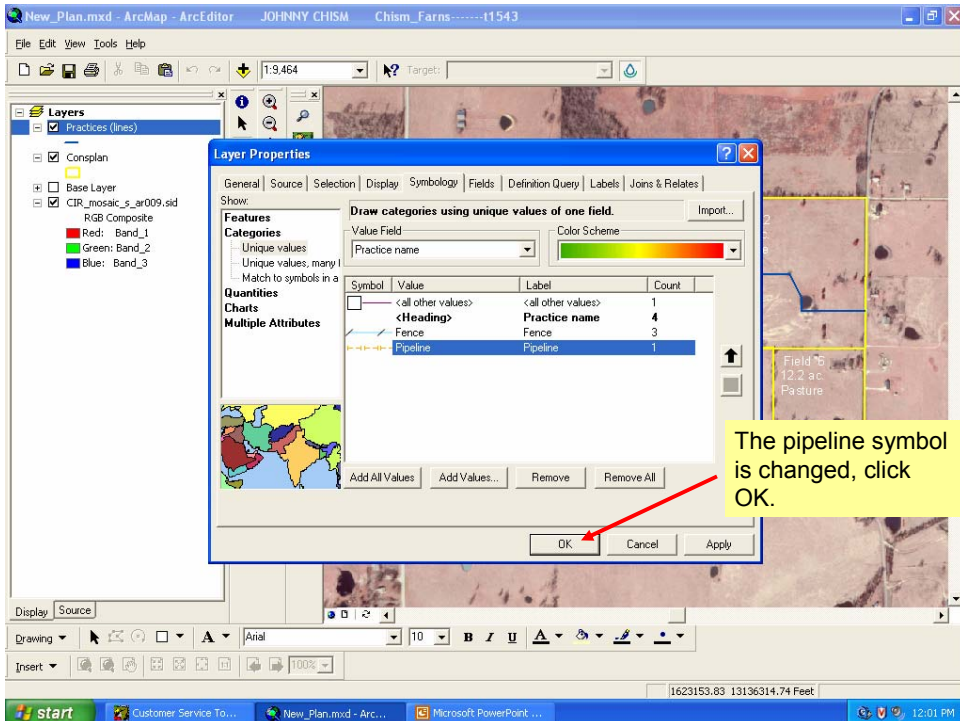 New_Plan.mxd - ArcMap - ArcEditor JOHNNY CHISM Chism_Farns-------t1543
File Edit View Tools Help
1:9,464 Target:
Layers
Practices (lines)
Consplan
Base Layer
CIR_mosaic_s_ar009.sid
RGB Composite
Red: Band_1
Green: Band_2
Blue: Band_3
Layer Properties
General Source Selection Display Symbology Fields Definition Query Labels Joins & Relates
Show:
Features
Categories
Unique values
Unique values, many f
Match to symbols in a
Quantities
Charts
Multiple Attributes
Draw categories using unique values of one field.
Import...
Value Field
Color Scheme
Practice name
Symbol Value Label Count
<all other values> <all other values> 1
<Heading> Practice name 4
Fence Fence 3
Pipeline Pipeline 1
Add All Values Add Values... Remove Remove All
OK Cancel Apply
Field 6
12.2 ac.
Pasture
The pipeline symbol
is changed, click
OK.
Display Source
Drawing A Arial 10 B I U A
Insert 100%
1623153.83 13136314.74 Feet
start Customer Service To... New_Plan.mxd - Arc... Microsoft PowerPoint ... 12:01 PM